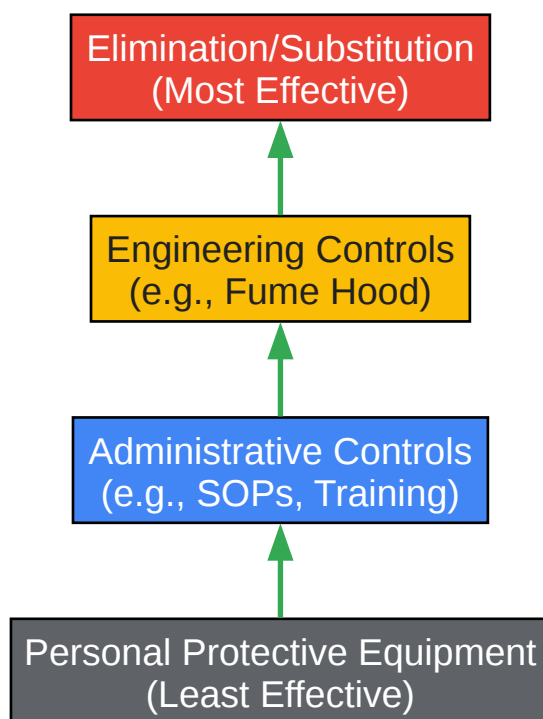 Elimination/Substitution
(Most Effective)
Engineering Controls
(e.g., Fume Hood)
Administrative Controls
(e.g., SOPs, Training)
Personal Protective Equipment
(Least Effective)